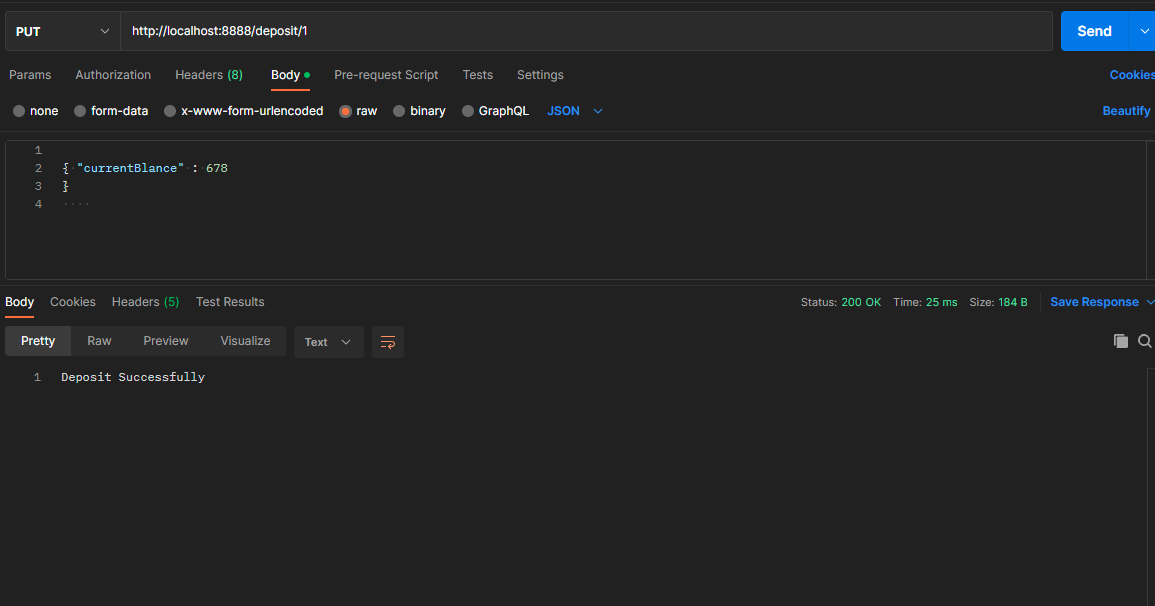 PUT http://localhost:8888/deposit/1 Send
Params Authorization Headers (8) Body Pre-request Script Tests Settings Cookies
none form-data x-www-form-urlencoded raw binary GraphQL JSON Beautify
1
2 { "currentBlance" : 678
3 }
4
Body Cookies Headers (5) Test Results Status: 200 OK Time: 25 ms Size: 184 B Save Response
Pretty Raw Preview Visualize Text
1 Deposit Successfully